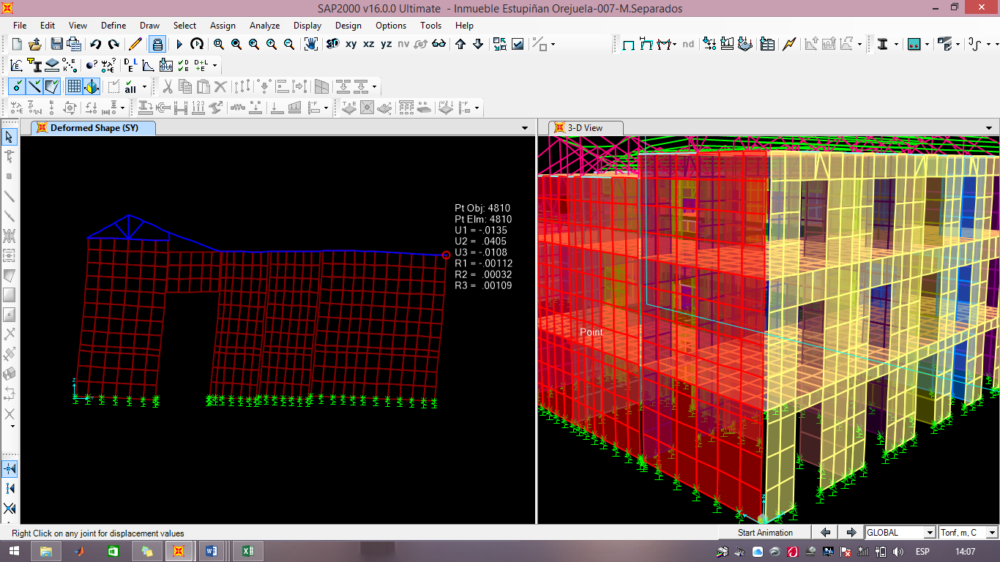 SAP2000 v16.0.0 Ultimate - Inmueble Estupiñan Orejuela-007-M.Separados
File Edit View Define Draw Select Assign Analyze Display Design Options Tools Help
3D xy xz yz nv
nd
all
Deformed Shape (SY)
3-D View
Pt Obj: 4810
Pt Elm: 4810
U1 = -.0135
U2 = .0405
U3 = -.0108
R1 = -.00112
R2 = .00032
R3 = .00109
Point
Right Click on any joint for displacement values
Start Animation
GLOBAL
Tonf, m, C
ESP
14:07